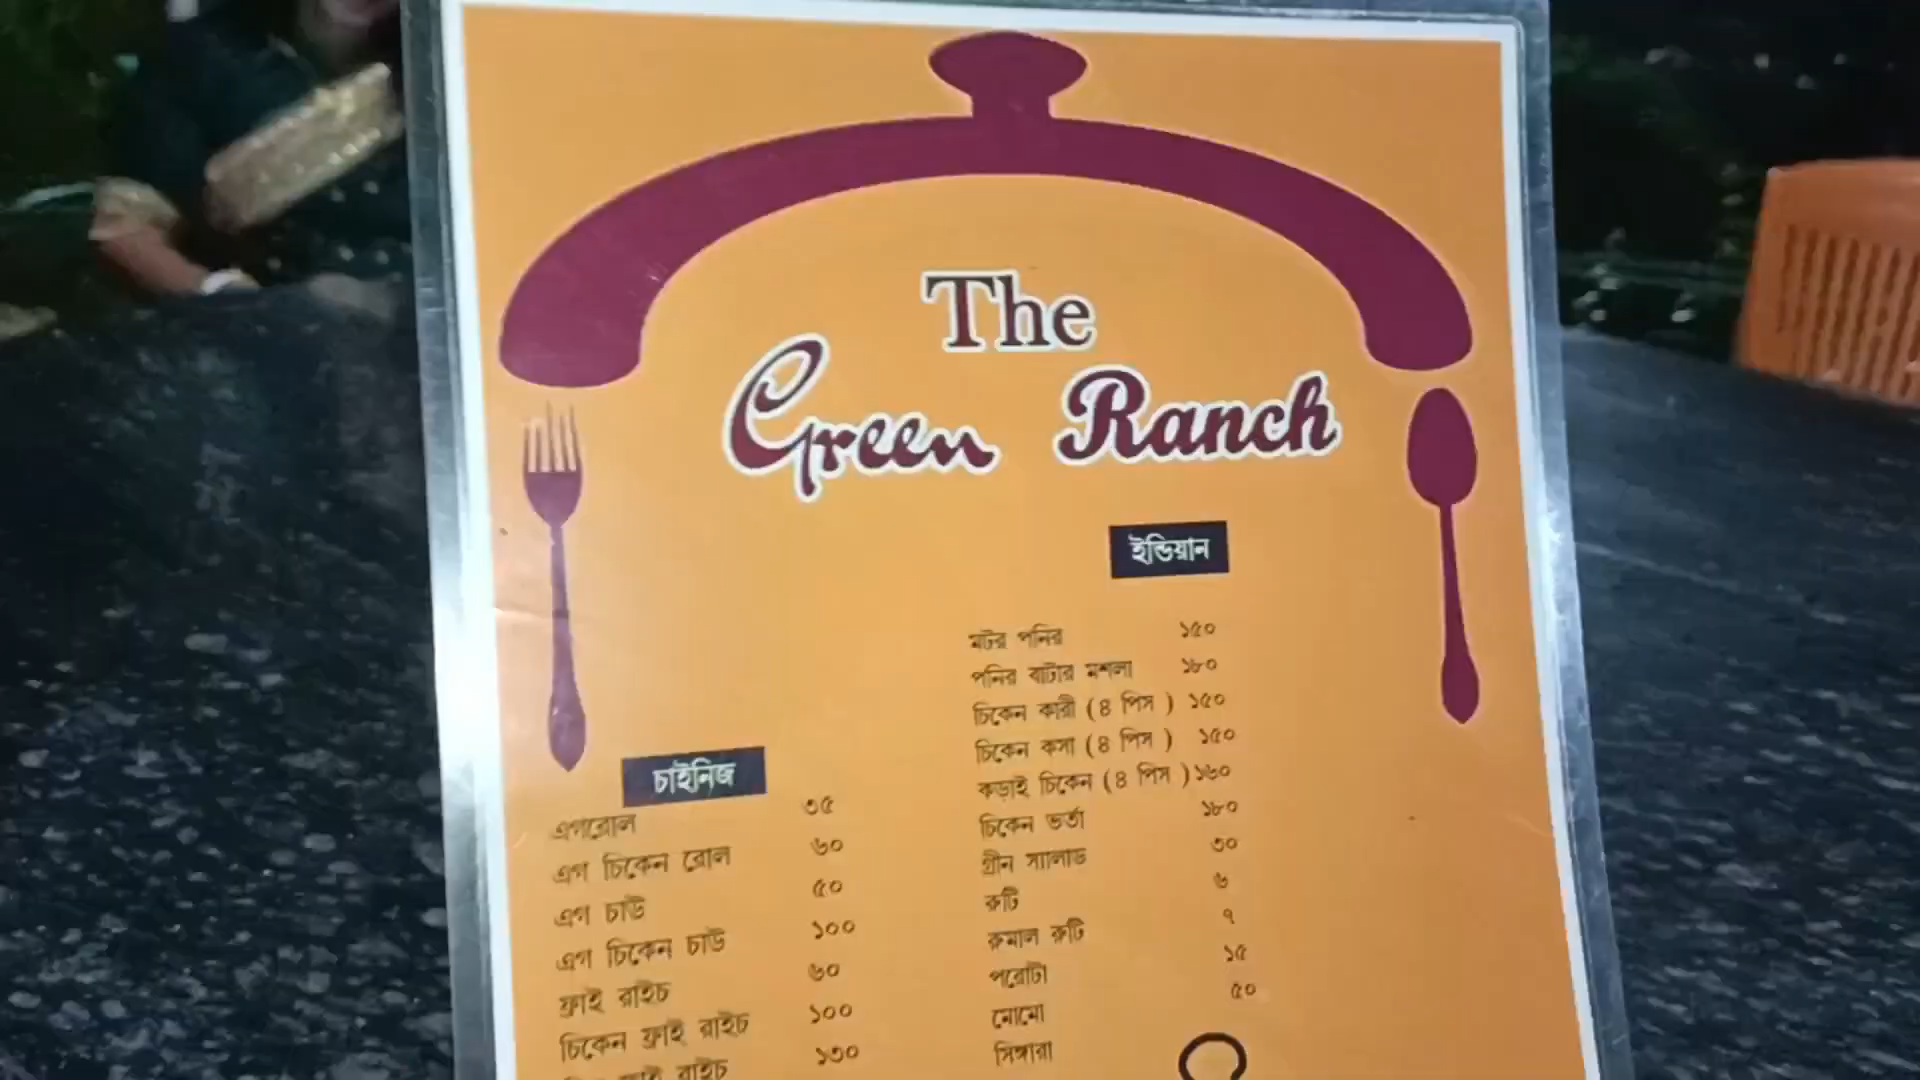 The
Green Ranch
ইন্ডিয়ান
মটর পনির ১৫০
পনির বাটার মশলা ১৮০
চিকেন কারী ( ৪ পিস ) ১৫০
চিকেন কসা ( ৪ পিস ) ১৫০
কড়াই চিকেন ( ৪ পিস ) ১৬০
চিকেন ভর্তা ১৮০
গ্রীন স্যালাড ৩০
রুটি ৬
রুমাল রুটি ৭
পরোটা ১৫
মোমো ৫০
সিঙ্গারা
চাইনিজ
এগরোল ৩৫
এগ চিকেন রোল ৬০
এগ চাউ ৫০
এগ চিকেন চাউ ১০০
ফ্রাই রাইচ ৬০
চিকেন ফ্রাই রাইচ ১০০
ফ্রাই রাইচ ১৩০